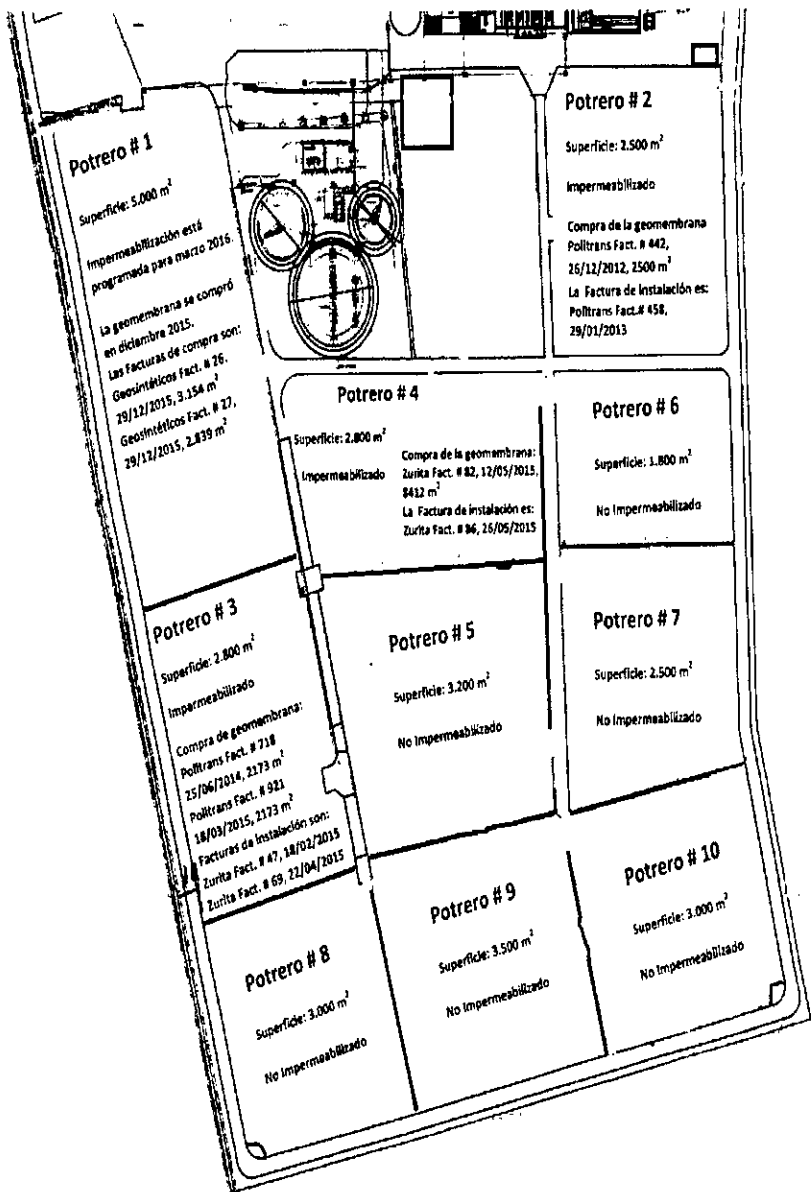 Potrero # 1
Superficie: 5.000 m²
Impermeabilización está
programada para marzo 2016.
La geomembrana se compró
en diciembre 2015.
Las Facturas de compra son:
Geosintéticos Fact. # 26,
29/12/2015, 3.154 m²
Geosintéticos Fact. # 27,
29/12/2015, 2.839 m²
Potrero # 2
Superficie: 2.500 m²
Impermeabilizado
Compra de la geomembrana
Politrans Fact. # 442,
26/12/2012, 2500 m²
La Factura de instalación es:
Politrans Fact.# 458,
29/01/2013
Potrero # 4
Superficie: 2.800 m²
Impermeabilizado
Compra de la geomembrana:
Zurita Fact. # 82, 12/05/2015,
8412 m²
La Factura de instalación es:
Zurita Fact. # 86, 26/05/2015
Potrero # 6
Superficie: 1.800 m²
No Impermeabilizado
Potrero # 3
Superficie: 2.800 m²
Impermeabilizado
Compra de geomembrana:
Politrans Fact. # 718
25/06/2014, 2173 m²
Politrans Fact. # 921
18/03/2015, 2173 m²
Facturas de instalación son:
Zurita Fact. # 47, 18/02/2015
Zurita Fact. # 69, 22/04/2015
Potrero # 5
Superficie: 3.200 m²
No Impermeabilizado
Potrero # 7
Superficie: 2.500 m²
No Impermeabilizado
Potrero # 8
Superficie: 3.000 m²
No Impermeabilizado
Potrero # 9
Superficie: 3.500 m²
No Impermeabilizado
Potrero # 10
Superficie: 3.000 m²
No Impermeabilizado